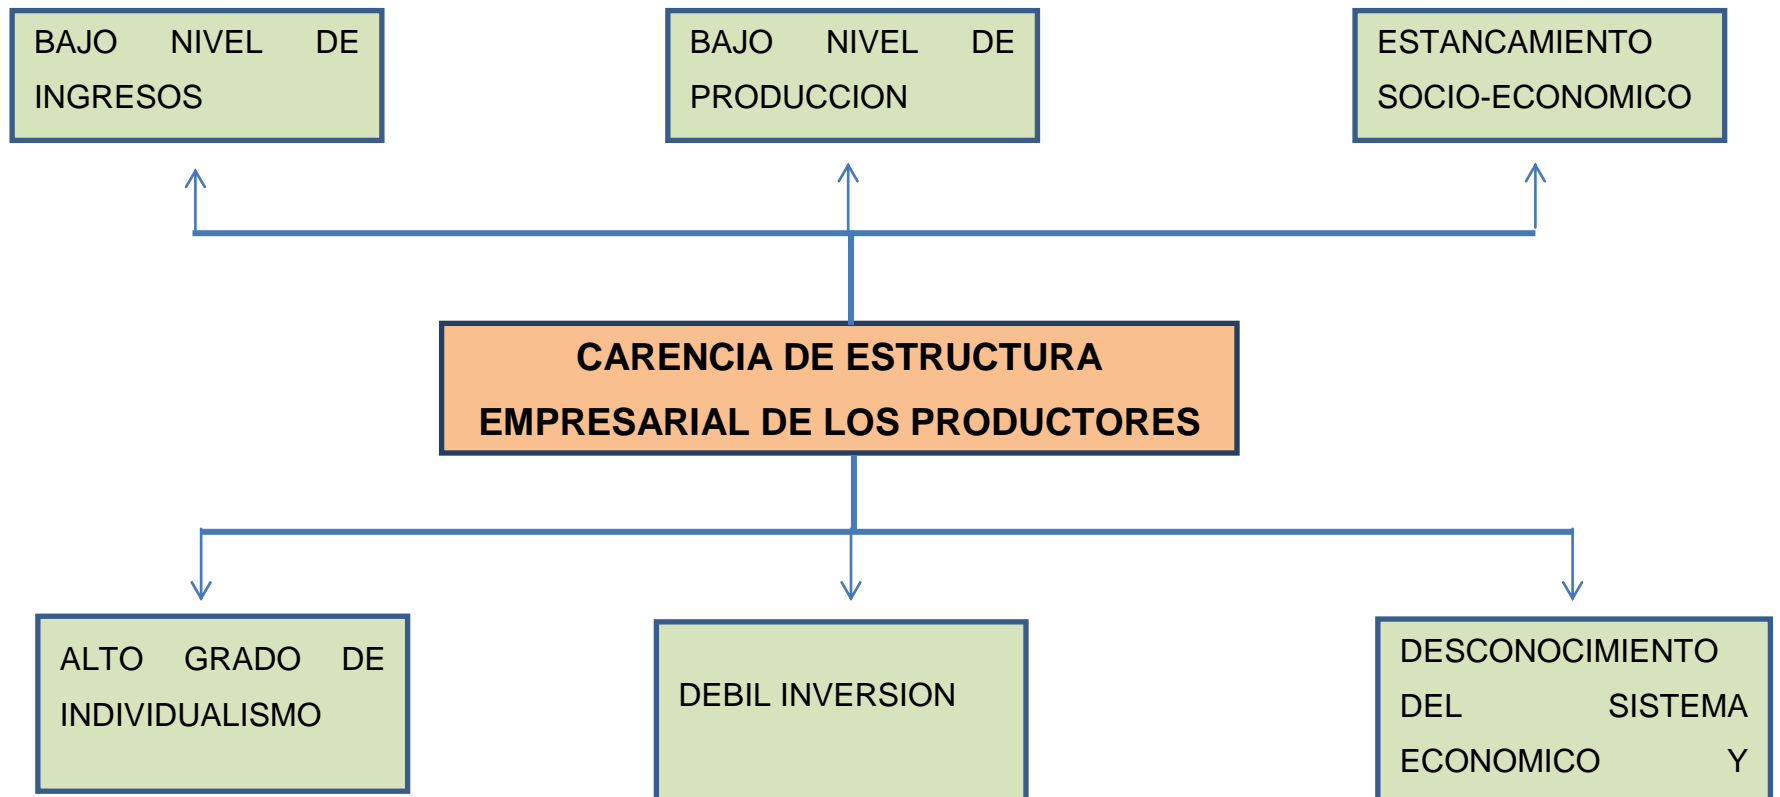 BAJO NIVEL DE
INGRESOS
BAJO NIVEL DE
PRODUCCION
ESTANCAMIENTO
SOCIO-ECONOMICO
CARENCIA DE ESTRUCTURA
EMPRESARIAL DE LOS PRODUCTORES
ALTO GRADO DE
INDIVIDUALISMO
DEBIL INVERSION
DESCONOCIMIENTO
DEL SISTEMA
ECONOMICO Y